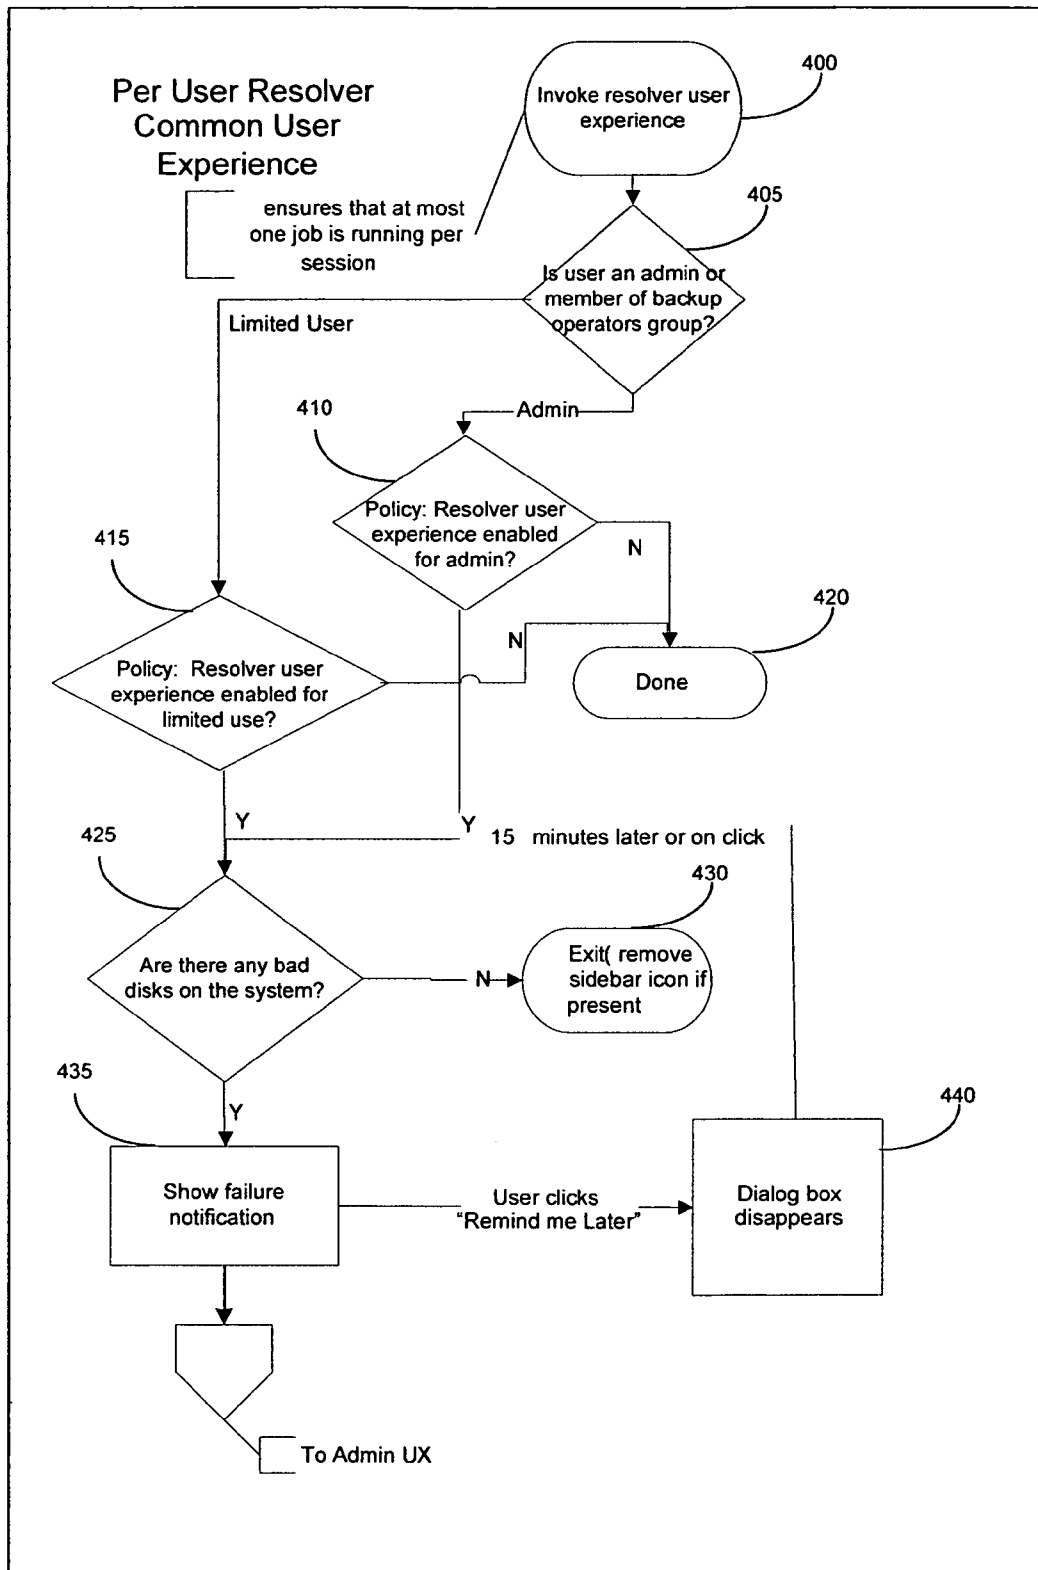 Per User Resolver
Common User
Experience
400
Invoke resolver user
experience
ensures that at most
one job is running per
session
405
Is user an admin or
member of backup
operators group?
Limited User
Admin
410
Policy: Resolver user
experience enabled
for admin?
N
415
Policy: Resolver user
experience enabled for
limited use?
N
420
Done
Y
Y
15 minutes later or on click
425
Are there any bad
disks on the system?
N
430
Exit( remove
sidebar icon if
present
Y
435
Show failure
notification
User clicks
“Remind me Later”
440
Dialog box
disappears
To Admin UX